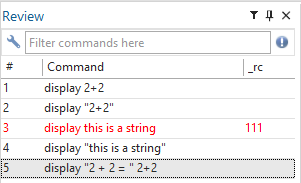 Review
Filter commands here
# Command _rc
1 display 2+2
2 display "2+2"
3 display this is a string 111
4 display "this is a string"
5 display "2 + 2 = " 2+2